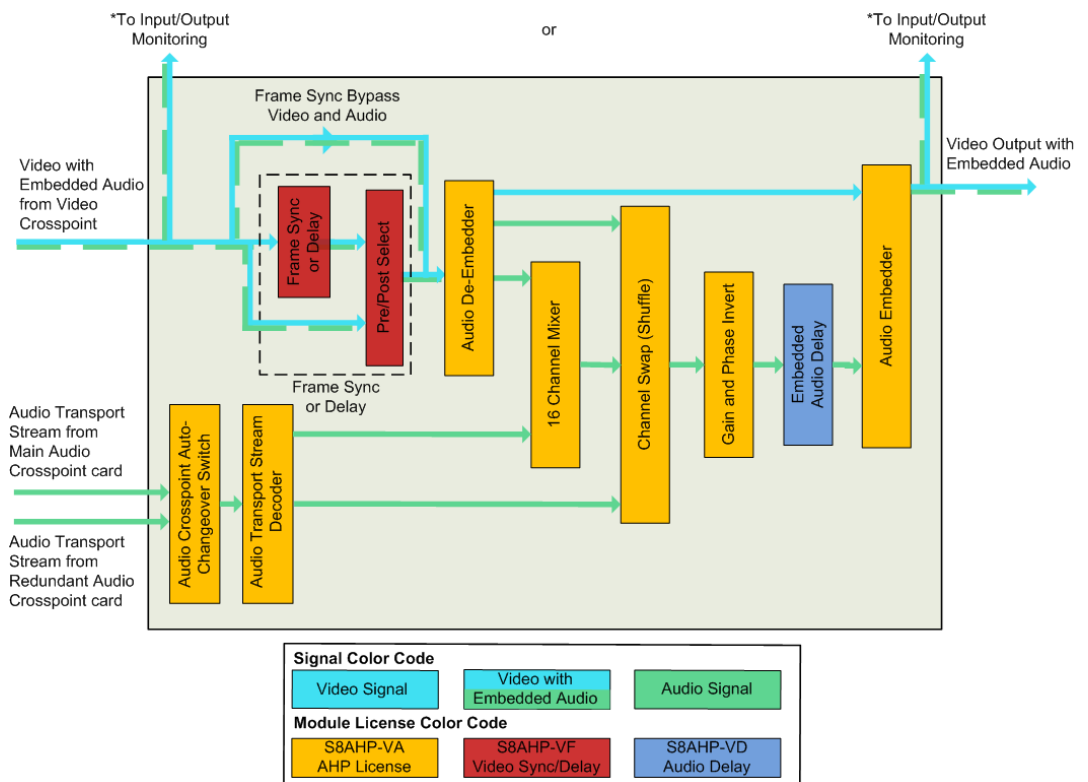 *To Input/Output
Monitoring
or
*To Input/Output
Monitoring
Frame Sync Bypass
Video and Audio
Video with
Embedded Audio
from Video
Crosspoint
Video Output with
Embedded Audio
Frame Sync
or Delay
Pre/Post Select
Audio De-Embedder
16 Channel Mixer
Channel Swap (Shuffle)
Gain and Phase Invert
Embedded
Audio Delay
Audio Embedder
Frame Sync
or Delay
Audio Transport
Stream from
Main Audio
Crosspoint card
Audio Transport
Stream from
Redundant Audio
Crosspoint card
Audio Crosspoint Auto-
Changeover Switch
Audio Transport Stream
Decoder
Signal Color Code
Video Signal
Video with
Embedded Audio
Audio Signal
Module License Color Code
S8AHP-VA
AHP License
S8AHP-VF
Video Sync/Delay
S8AHP-VD
Audio Delay